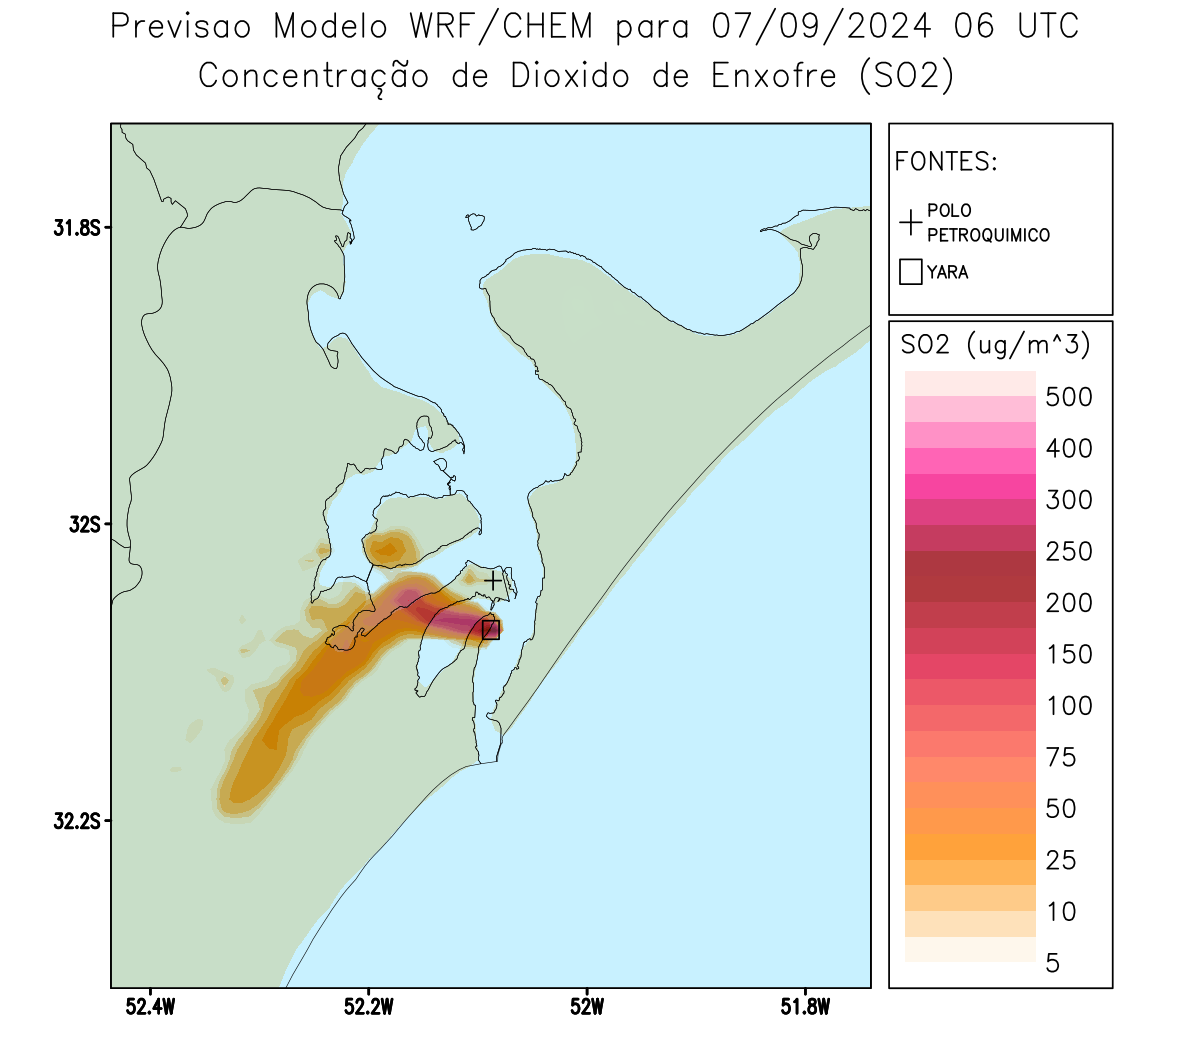 Previsao Modelo WRF/CHEM para 07/09/2024 06 UTC
Concentração de Dioxido de Enxofre (SO2)
FONTES:
POLO
PETROQUIMICO
YARA
SO2 (ug/m^3)
500
400
300
250
200
150
100
75
50
25
10
5
31.8S
32S
32.2S
52.4W
52.2W
52W
51.8W